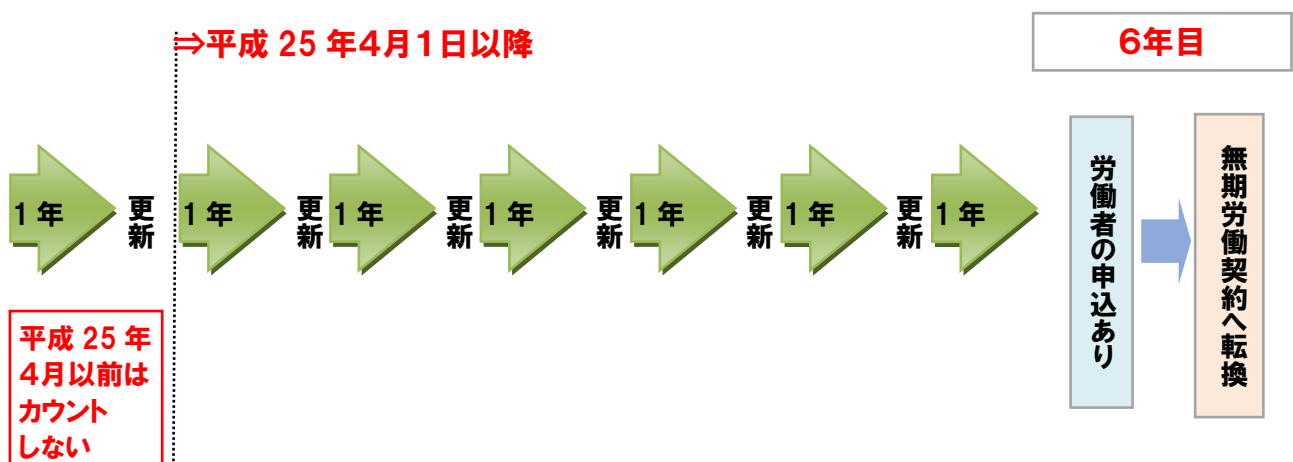 ⇒平成 25 年4月1日以降
6年目
1 年
更新
1 年
更新
1 年
更新
1 年
更新
1 年
更新
1 年
更新
1 年
労働者の申込あり
無期労働契約へ転換
平成 25 年
4月以前は
カウント
しない